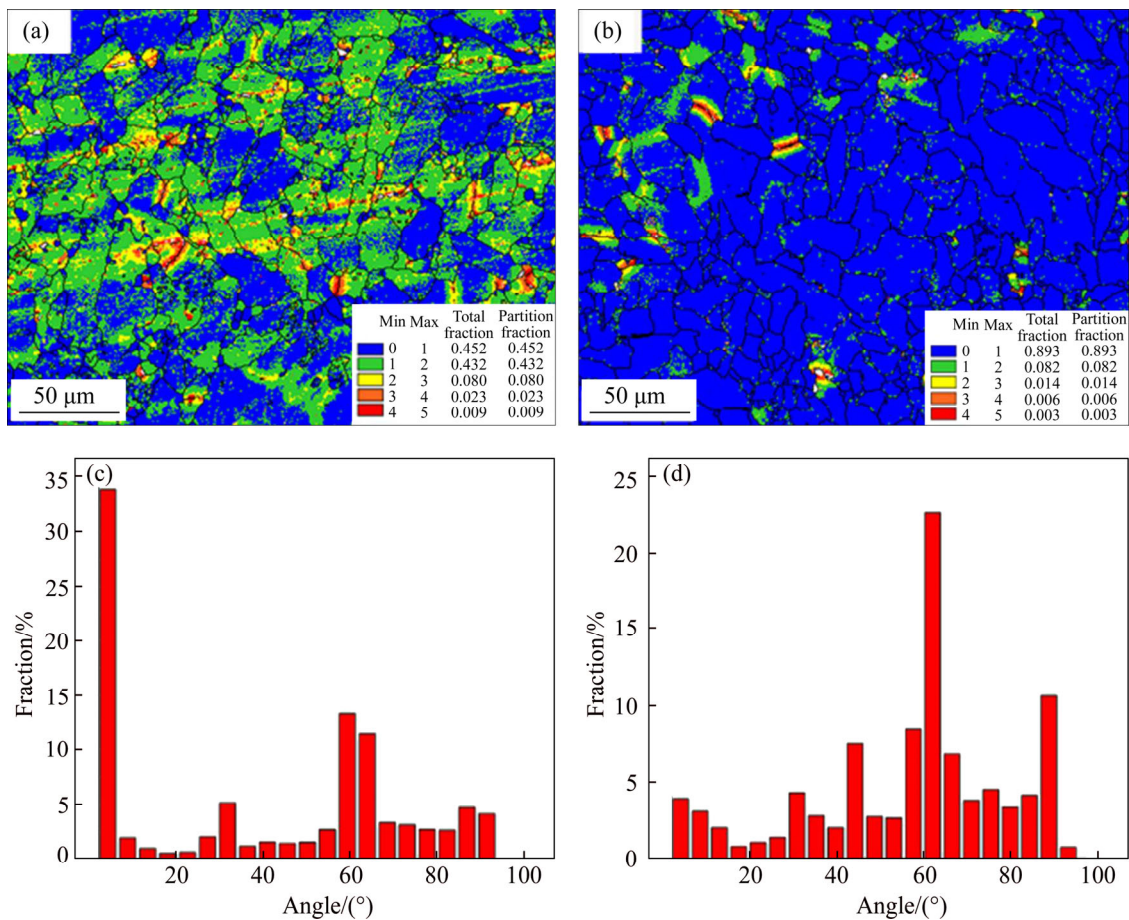 (a)
Min Max Total fraction Partition fraction
0 1 0.452 0.452
1 2 0.432 0.432
2 3 0.080 0.080
3 4 0.023 0.023
4 5 0.009 0.009
50 μm
(b)
Min Max Total fraction Partition fraction
0 1 0.893 0.893
1 2 0.082 0.082
2 3 0.014 0.014
3 4 0.006 0.006
4 5 0.003 0.003
50 μm
(c)
Fraction/%
35
30
25
20
15
10
5
0
20 40 60 80 100
Angle/(°)
(d)
Fraction/%
25
20
15
10
5
0
20 40 60 80 100
Angle/(°)